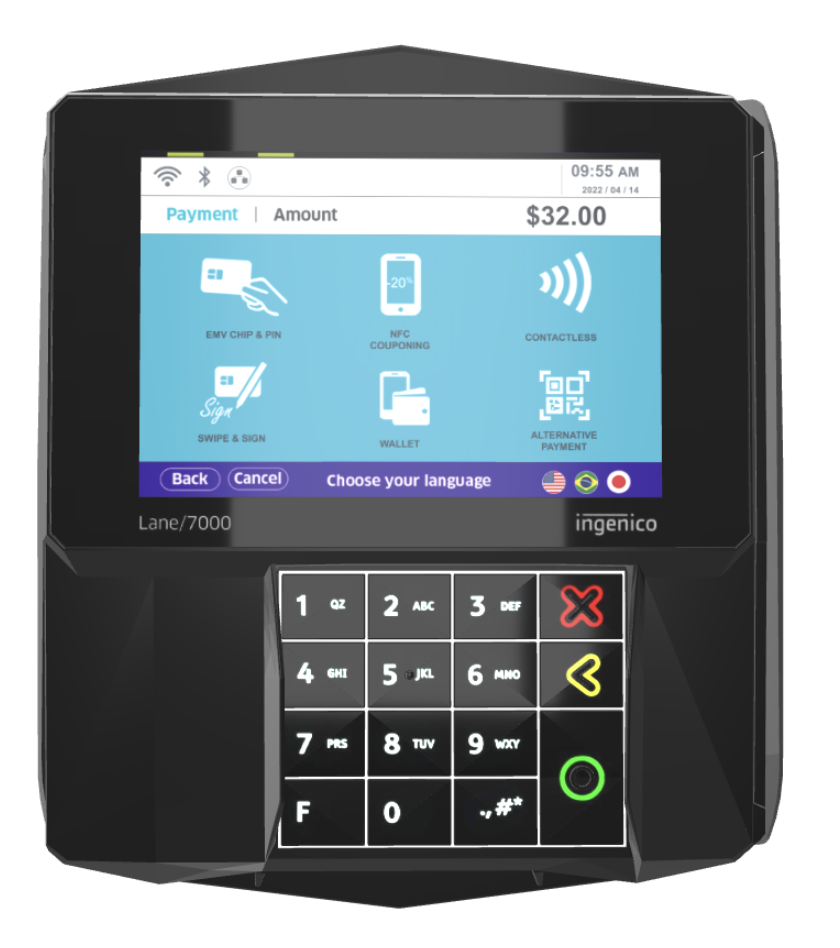 09:55 AM
2022 / 04 / 14
Payment | Amount $32.00
-20%
EMV CHIP & PIN
NFC
COUPONING
CONTACTLESS
Sign
SWIPE & SIGN
WALLET
ALTERNATIVE
PAYMENT
Back Cancel Choose your language
Lane/7000 ingenico
1 QZ 2 ABC 3 DEF
4 GHI 5 JKL 6 MNO
7 PRS 8 TUV 9 WXY
F 0 .,#*